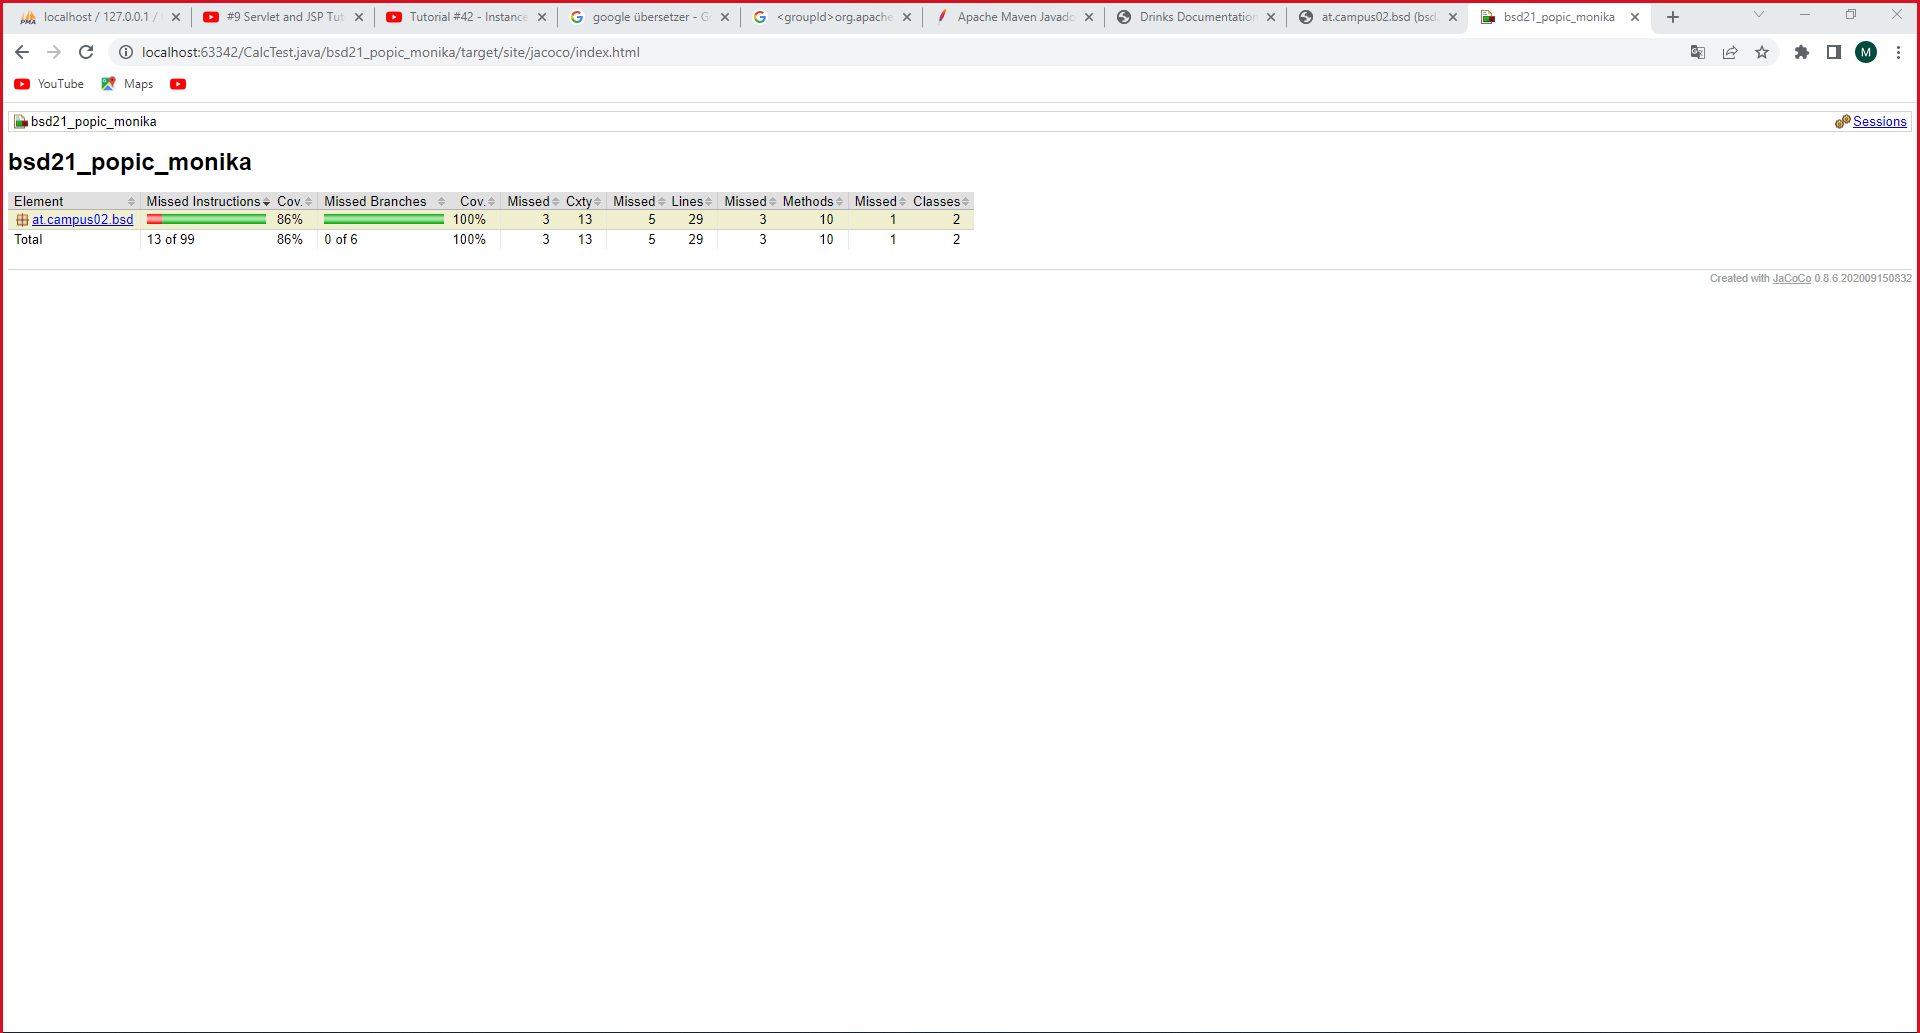 localhost / 127.0.0.1 / #9 Servlet and JSP Tut Tutorial #42 - Instance google übersetzer - G <groupId>org.apache Apache Maven Javado Drinks Documentation at.campus02.bsd (bsd bsd21_popic_monika
localhost:63342/CalcTest.java/bsd21_popic_monika/target/site/jacoco/index.html M
YouTube Maps
bsd21_popic_monika Sessions
bsd21_popic_monika
Element Missed Instructions Cov. Missed Branches Cov. Missed Cxty Missed Lines Missed Methods Missed Classes
at.campus02.bsd 86% 100% 3 13 5 29 3 10 1 2
Total 13 of 99 86% 0 of 6 100% 3 13 5 29 3 10 1 2
Created with JaCoCo 0.8.6.202009150832